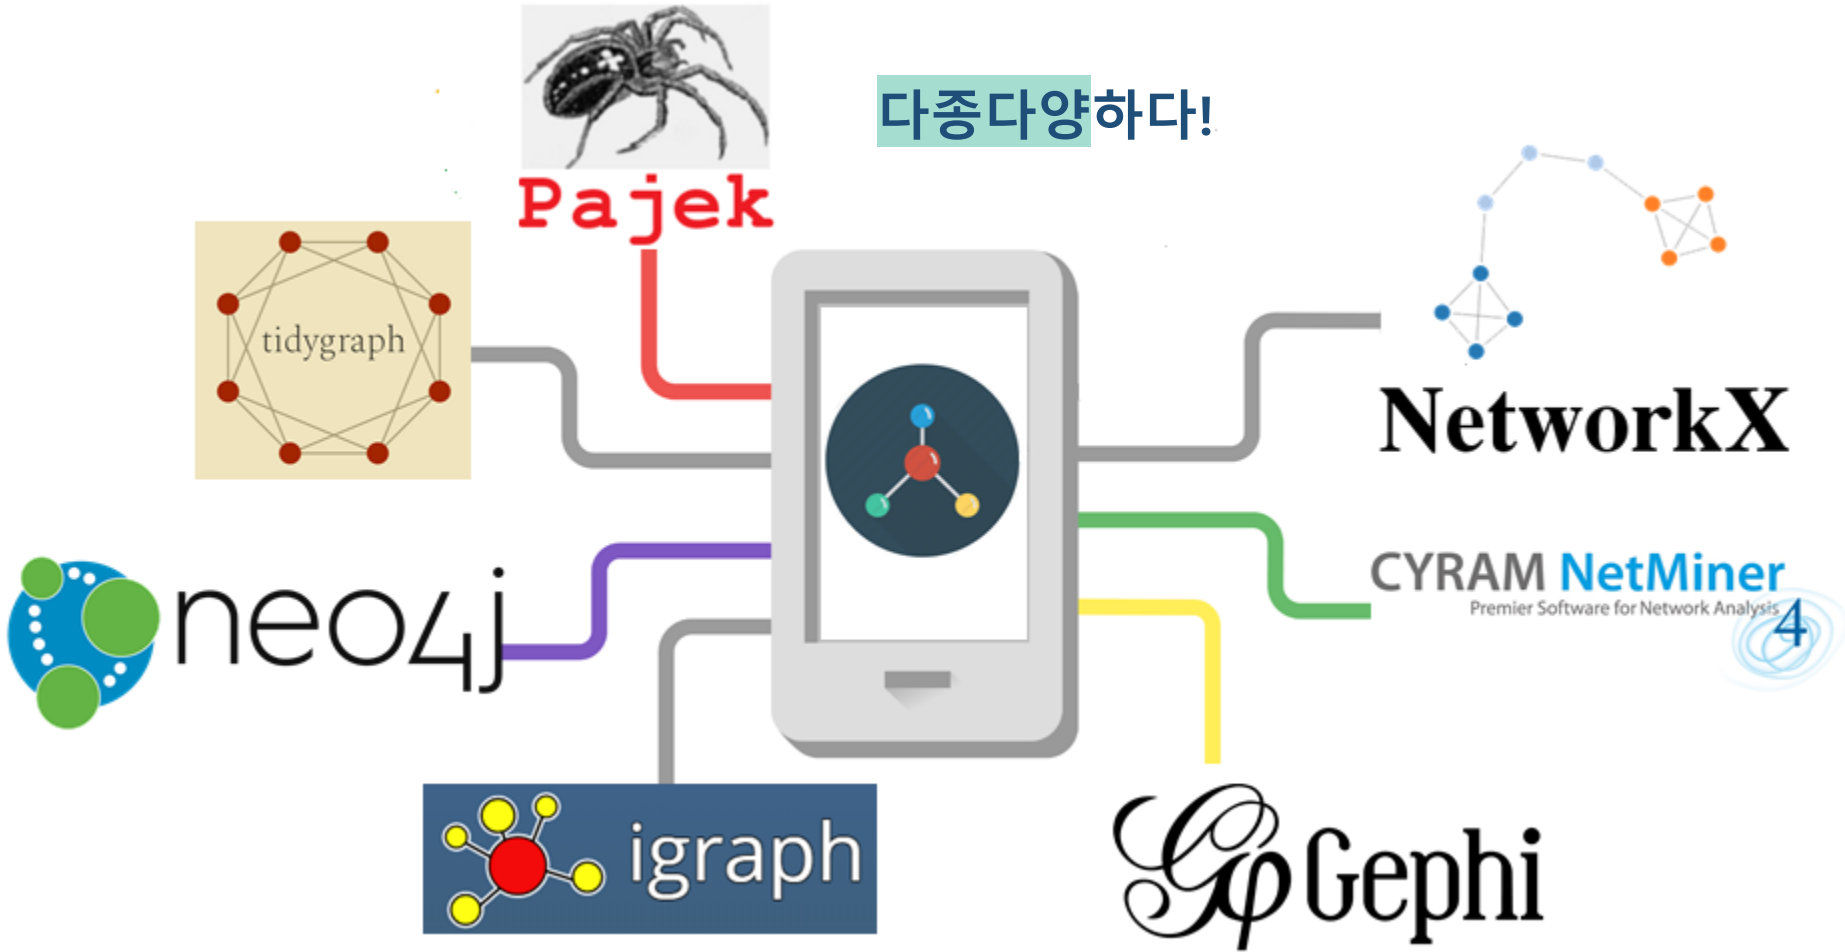 다종다양하다!
Pajek
tidygraph
NetworkX
neo4j
CYRAM NetMiner
Premier Software for Network Analysis
4
igraph
Gephi